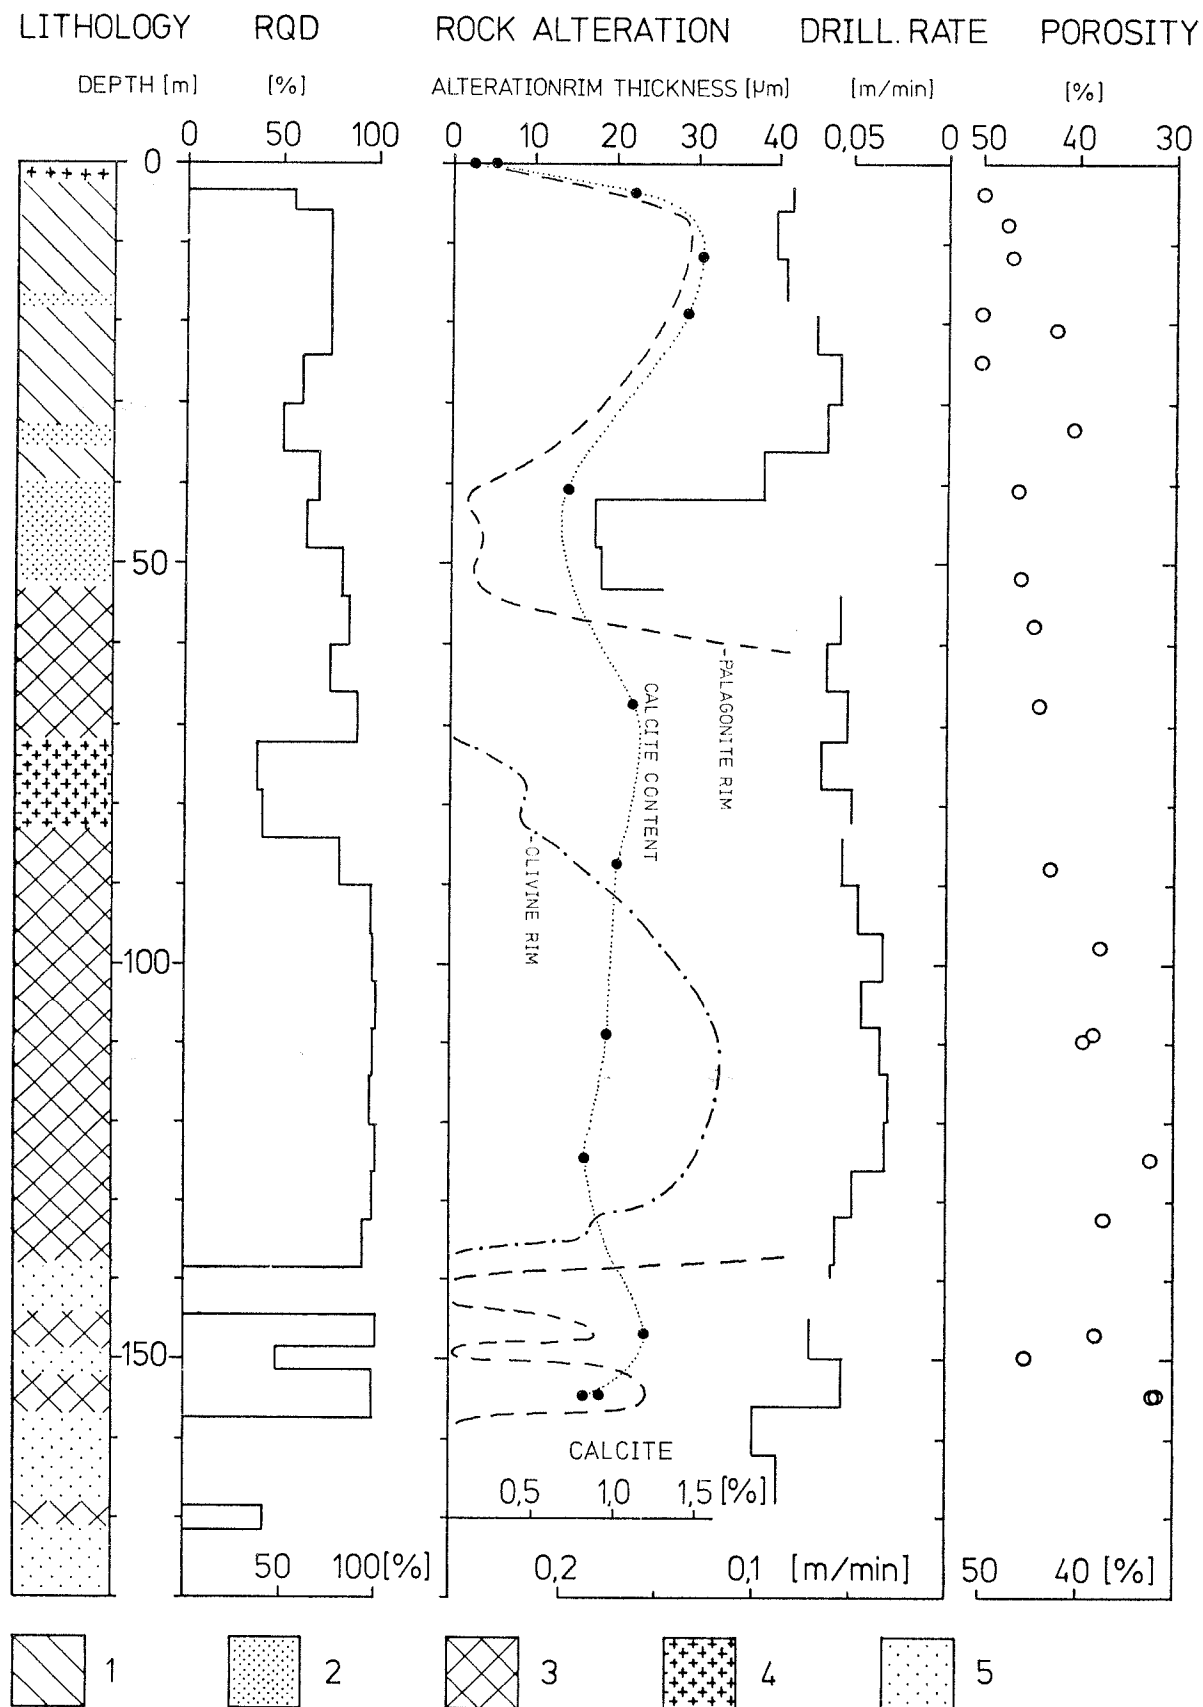 LITHOLOGY RQD ROCK ALTERATION DRILL. RATE POROSITY
DEPTH [m] [%] ALTERATIONRIM THICKNESS [µm] [m/min] [%]
0 50 100 0 10 20 30 40 0,05 0 50 40 30
0
50
PALAGONITE RIM
CALCITE CONTENT
OLIVINE RIM
100
150
CALCITE
0,5 1,0 1,5 [%]
50 100 [%] 0,2 0,1 [m/min] 50 40 [%]
1 2 3 4 5